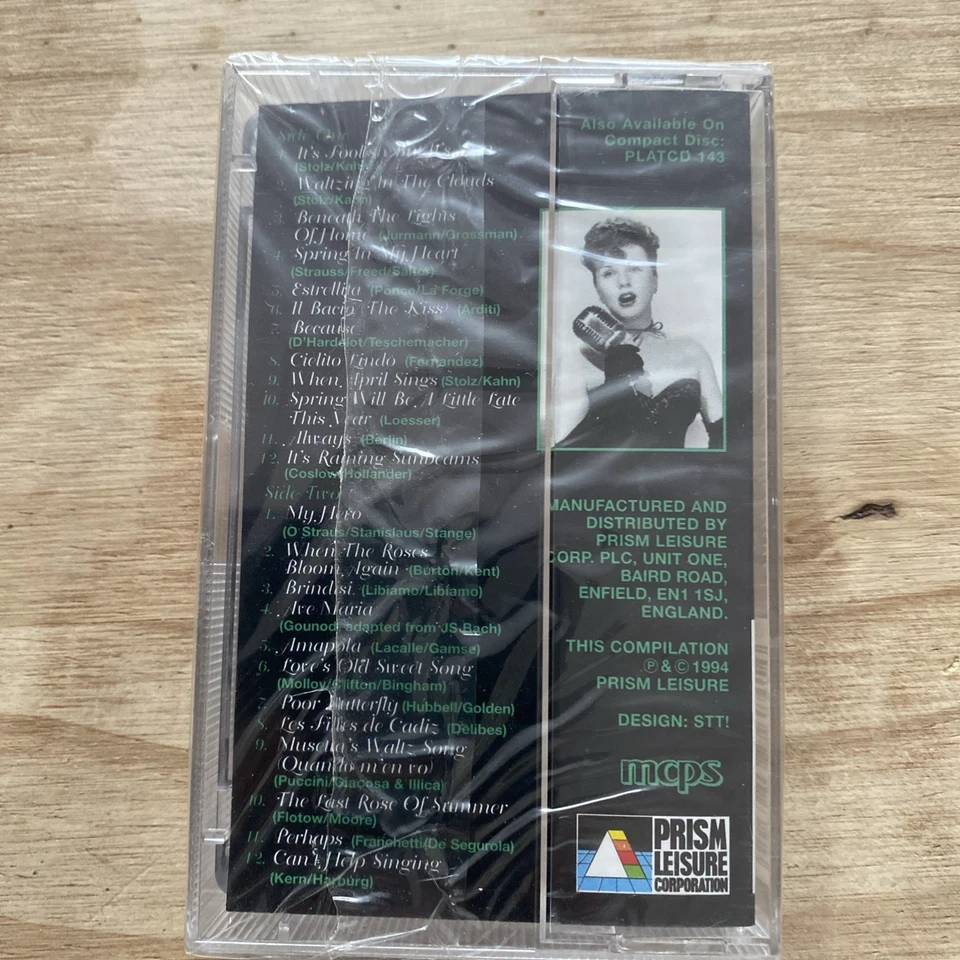 Side One
It's Foolish But It's
(Stolz/Kahn)
2. Waltzing In The Clouds
(Stolz/Kahn)
3. Beneath The Lights
Of Home (Jurmann/Grossman)
4. Spring In My Heart
(Strauss/Freed/Salter)
5. Estrellita (Ponce/La Forge)
6. Il Bacio (The Kiss) (Arditi)
7. Because
(D'Hardelot/Teschemacher)
8. Cielito Lindo (Fernandez)
9. When April Sings (Stolz/Kahn)
10. Spring Will Be A Little Late
This Year (Loesser)
11. Always (Berlin)
12. It's Raining Sunbeams
(Coslow/Hollander)
Side Two
1. My Hero
(O Straus/Stanislaus/Stange)
2. When The Roses
Bloom Again (Burton/Kent)
3. Brindisi (Libiamo/Libiamo)
4. Ave Maria
(Gounod adapted from JS Bach)
5. Amapola (Lacalle/Gamse)
6. Love's Old Sweet Song
(Molloy/Clifton/Bingham)
7. Poor Butterfly (Hubbell/Golden)
8. Les Filles de Cadiz (Delibes)
9. Musetta's Waltz Song
(Quando m'en vo)
(Puccini/Giacosa & Illica)
10. The Last Rose Of Summer
(Flotow/Moore)
11. Perhaps (Franchetti/De Segurola)
12. Can't Help Singing
(Kern/Harburg)
Also Available On
Compact Disc:
PLATCD 143
MANUFACTURED AND
DISTRIBUTED BY
PRISM LEISURE
CORP. PLC, UNIT ONE,
BAIRD ROAD,
ENFIELD, EN1 1SJ,
ENGLAND.
THIS COMPILATION
℗ & © 1994
PRISM LEISURE
DESIGN: STT!
mcps
PRISM
LEISURE
CORPORATION